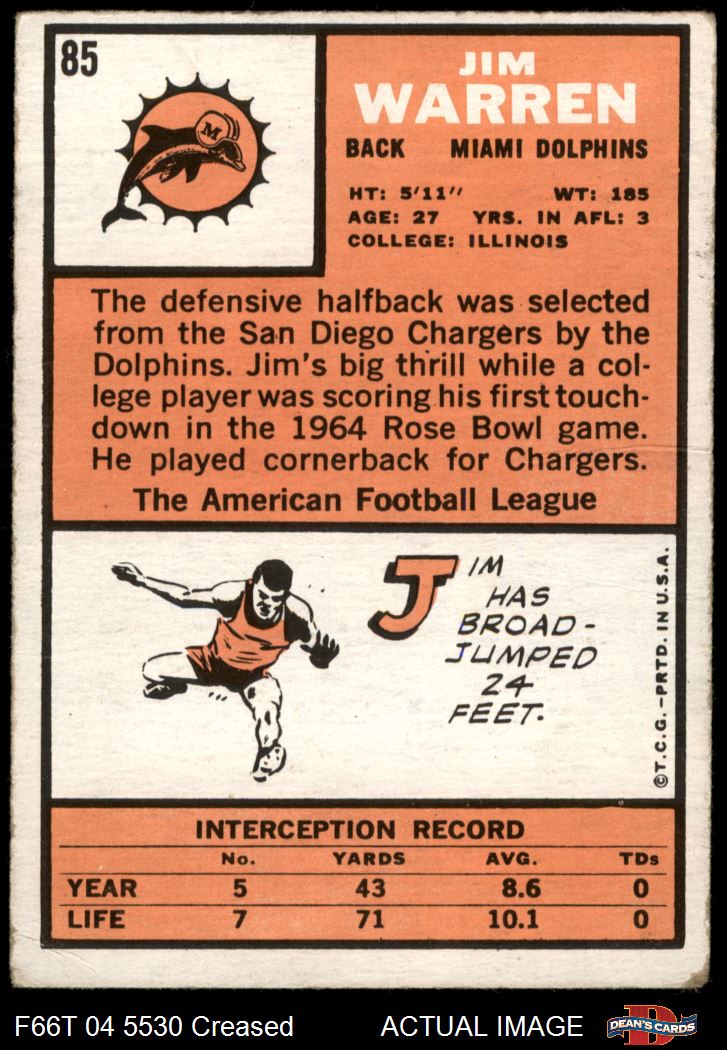 85
M
JIM
WARREN
BACK MIAMI DOLPHINS
HT: 5'11'' WT: 185
AGE: 27 YRS. IN AFL: 3
COLLEGE: ILLINOIS
The defensive halfback was selected
from the San Diego Chargers by the
Dolphins. Jim's big thrill while a col-
lege player was scoring his first touch-
down in the 1964 Rose Bowl game.
He played cornerback for Chargers.
The American Football League
JIM
HAS
BROAD-
JUMPED
24
FEET.
©T.C.G.–PRTD. IN U.S.A.
INTERCEPTION RECORD
No. YARDS AVG. TDs
YEAR 5 43 8.6 0
LIFE 7 71 10.1 0
F66T 04 5530 Creased ACTUAL IMAGE
D
DEAN'S CARDS